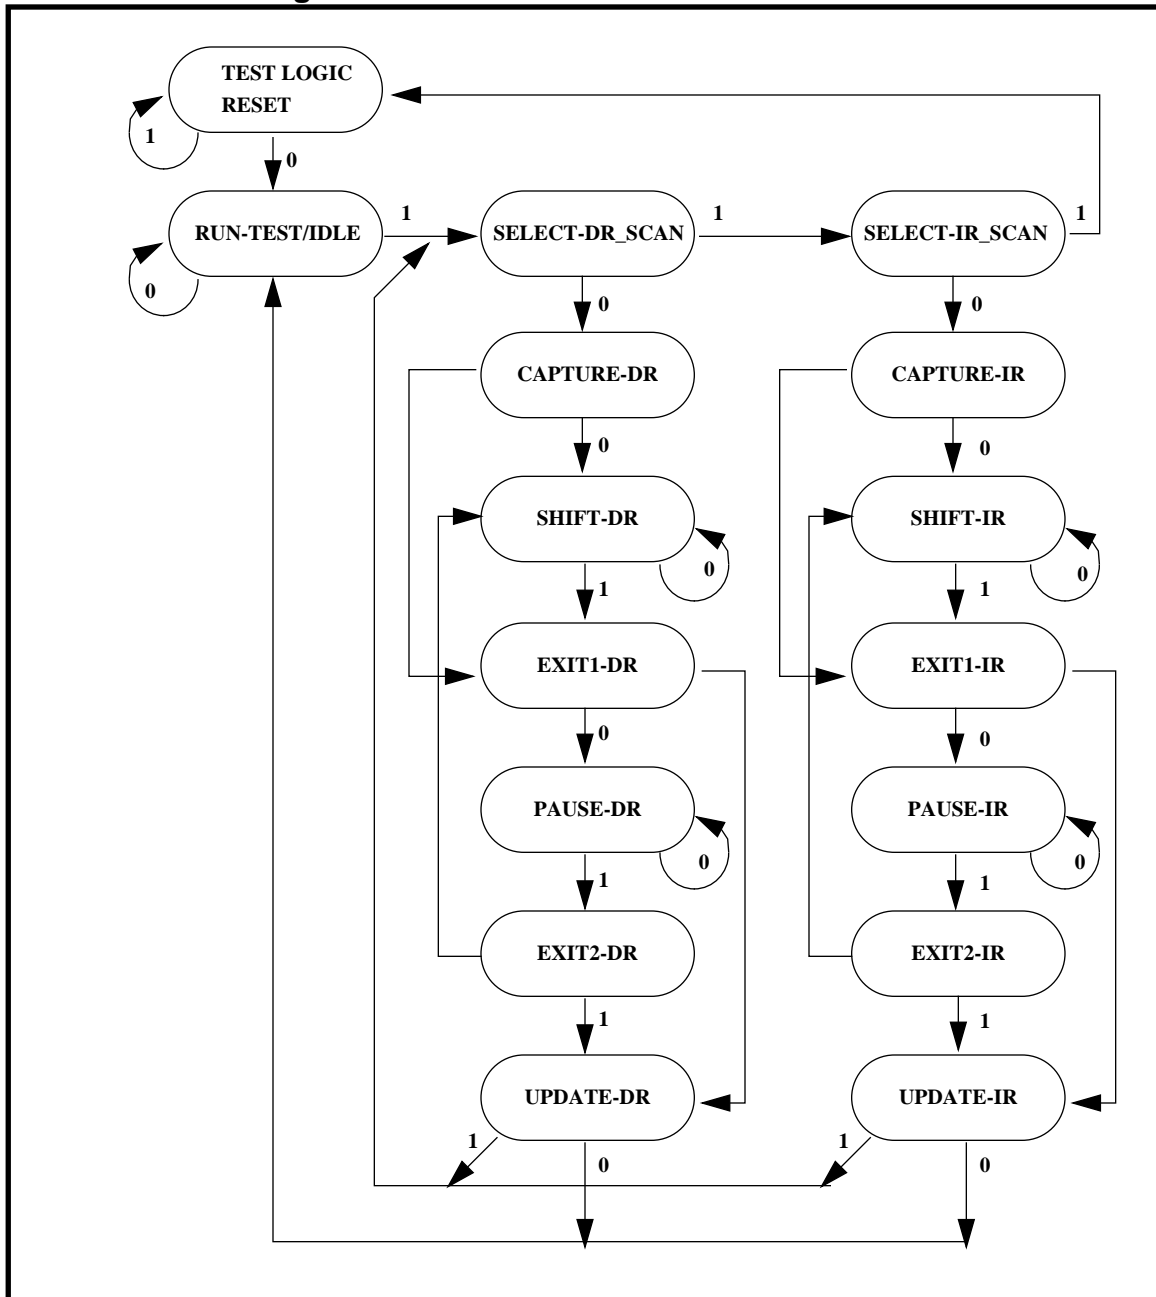 TEST LOGIC
RESET
1
0
RUN-TEST/IDLE
1
SELECT-DR_SCAN
1
SELECT-IR_SCAN
1
0
0
0
CAPTURE-DR
CAPTURE-IR
0
0
SHIFT-DR
SHIFT-IR
0
0
1
1
EXIT1-DR
EXIT1-IR
0
0
PAUSE-DR
PAUSE-IR
0
0
1
1
EXIT2-DR
EXIT2-IR
1
1
UPDATE-DR
UPDATE-IR
1
0
1
0